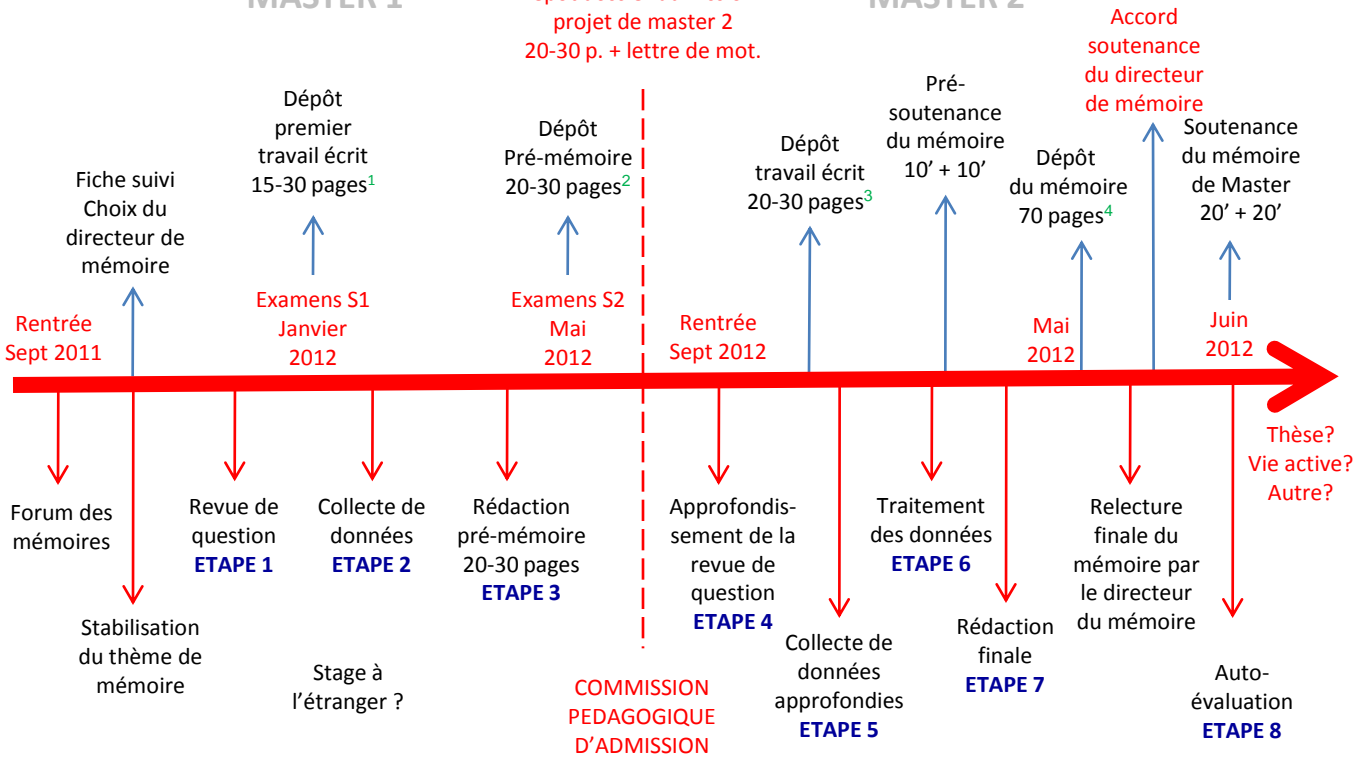 MASTER 1
projet de master 2
20-30 p. + lettre de mot.
MASTER 2
Accord
soutenance
du directeur
de mémoire
Fiche suivi
Choix du
directeur de
mémoire
Dépôt
premier
travail écrit
15-30 pages1
Dépôt
Pré-mémoire
20-30 pages2
Dépôt
travail écrit
20-30 pages3
Pré-
soutenance
du mémoire
10’ + 10’
Dépôt
du mémoire
70 pages4
Soutenance
du mémoire
de Master
20’ + 20’
Rentrée
Sept 2011
Examens S1
Janvier
2012
Examens S2
Mai
2012
Rentrée
Sept 2012
Mai
2012
Juin
2012
Thèse?
Vie active?
Autre?
Forum des
mémoires
Stabilisation
du thème de
mémoire
Revue de
question
ETAPE 1
Collecte de
données
ETAPE 2
Rédaction
pré-mémoire
20-30 pages
ETAPE 3
Stage à
l’étranger ?
COMMISSION
PEDAGOGIQUE
D’ADMISSION
Approfondis-
sement de la
revue de
question
ETAPE 4
Collecte de
données
approfondies
ETAPE 5
Traitement
des données
ETAPE 6
Rédaction
finale
ETAPE 7
Relecture
finale du
mémoire par
le directeur
du mémoire
Auto-
évaluation
ETAPE 8